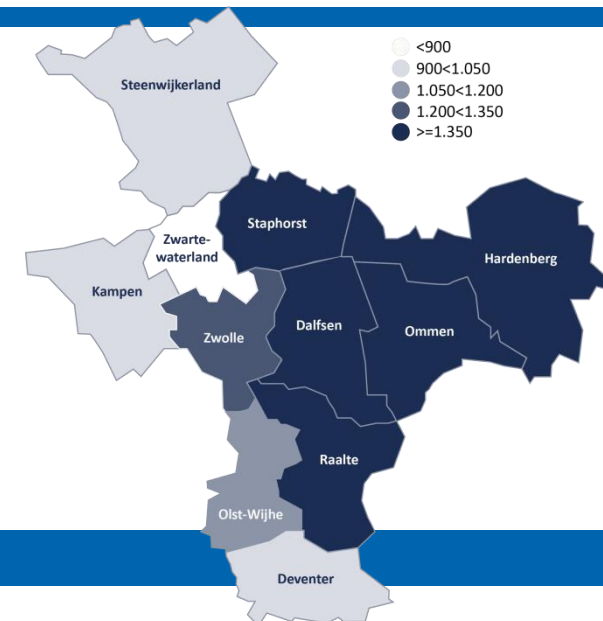 <900
900<1.050
1.050<1.200
1.200<1.350
>=1.350
Steenwijkerland
Staphorst
Zwarte-
waterland
Hardenberg
Kampen
Zwolle
Dalfsen
Ommen
Raalte
Olst-Wijhe
Deventer